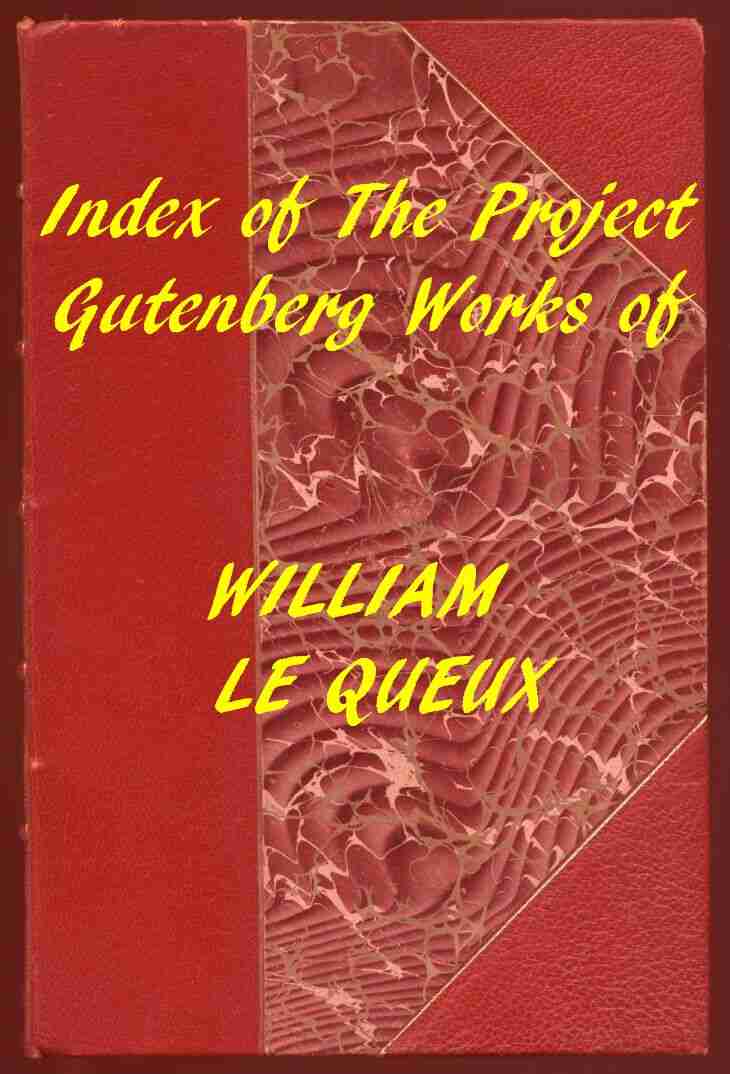 Index of The Project
Gutenberg Works of
WILLIAM
LE QUEUX